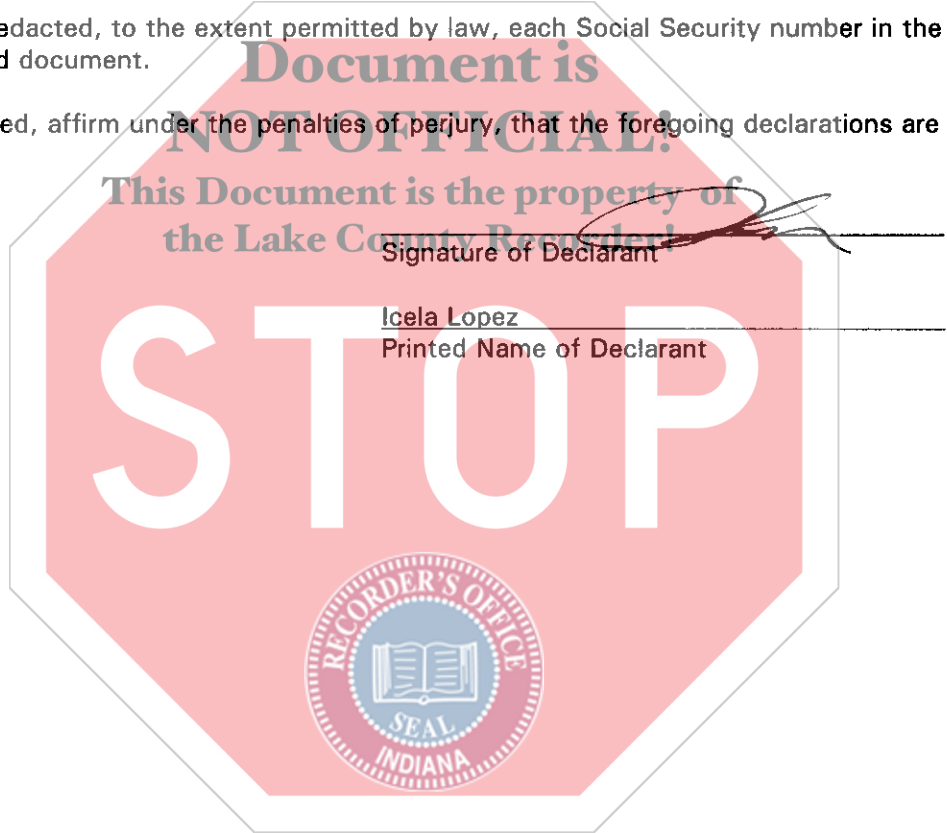 edacted, to the extent permitted by law, each Social Security number in the
d document.
Document is
ed, affirm under the penalties of perjury, that the foregoing declarations are
NOT OFFICIAL!
This Document is the property of
the Lake County Recorder!
Signature of Declarant
Icela Lopez
Printed Name of Declarant
STOP
RECORDER'S OFFICE
SEAL
INDIANA